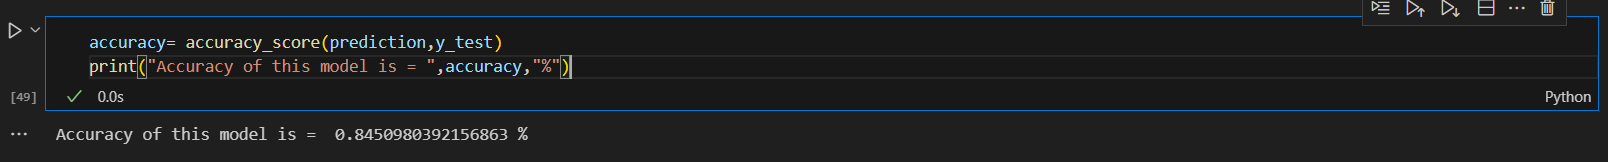 accuracy= accuracy_score(prediction,y_test)
print("Accuracy of this model is = ",accuracy,"%")
[49]
0.0s
Python
Accuracy of this model is =  0.8450980392156863 %